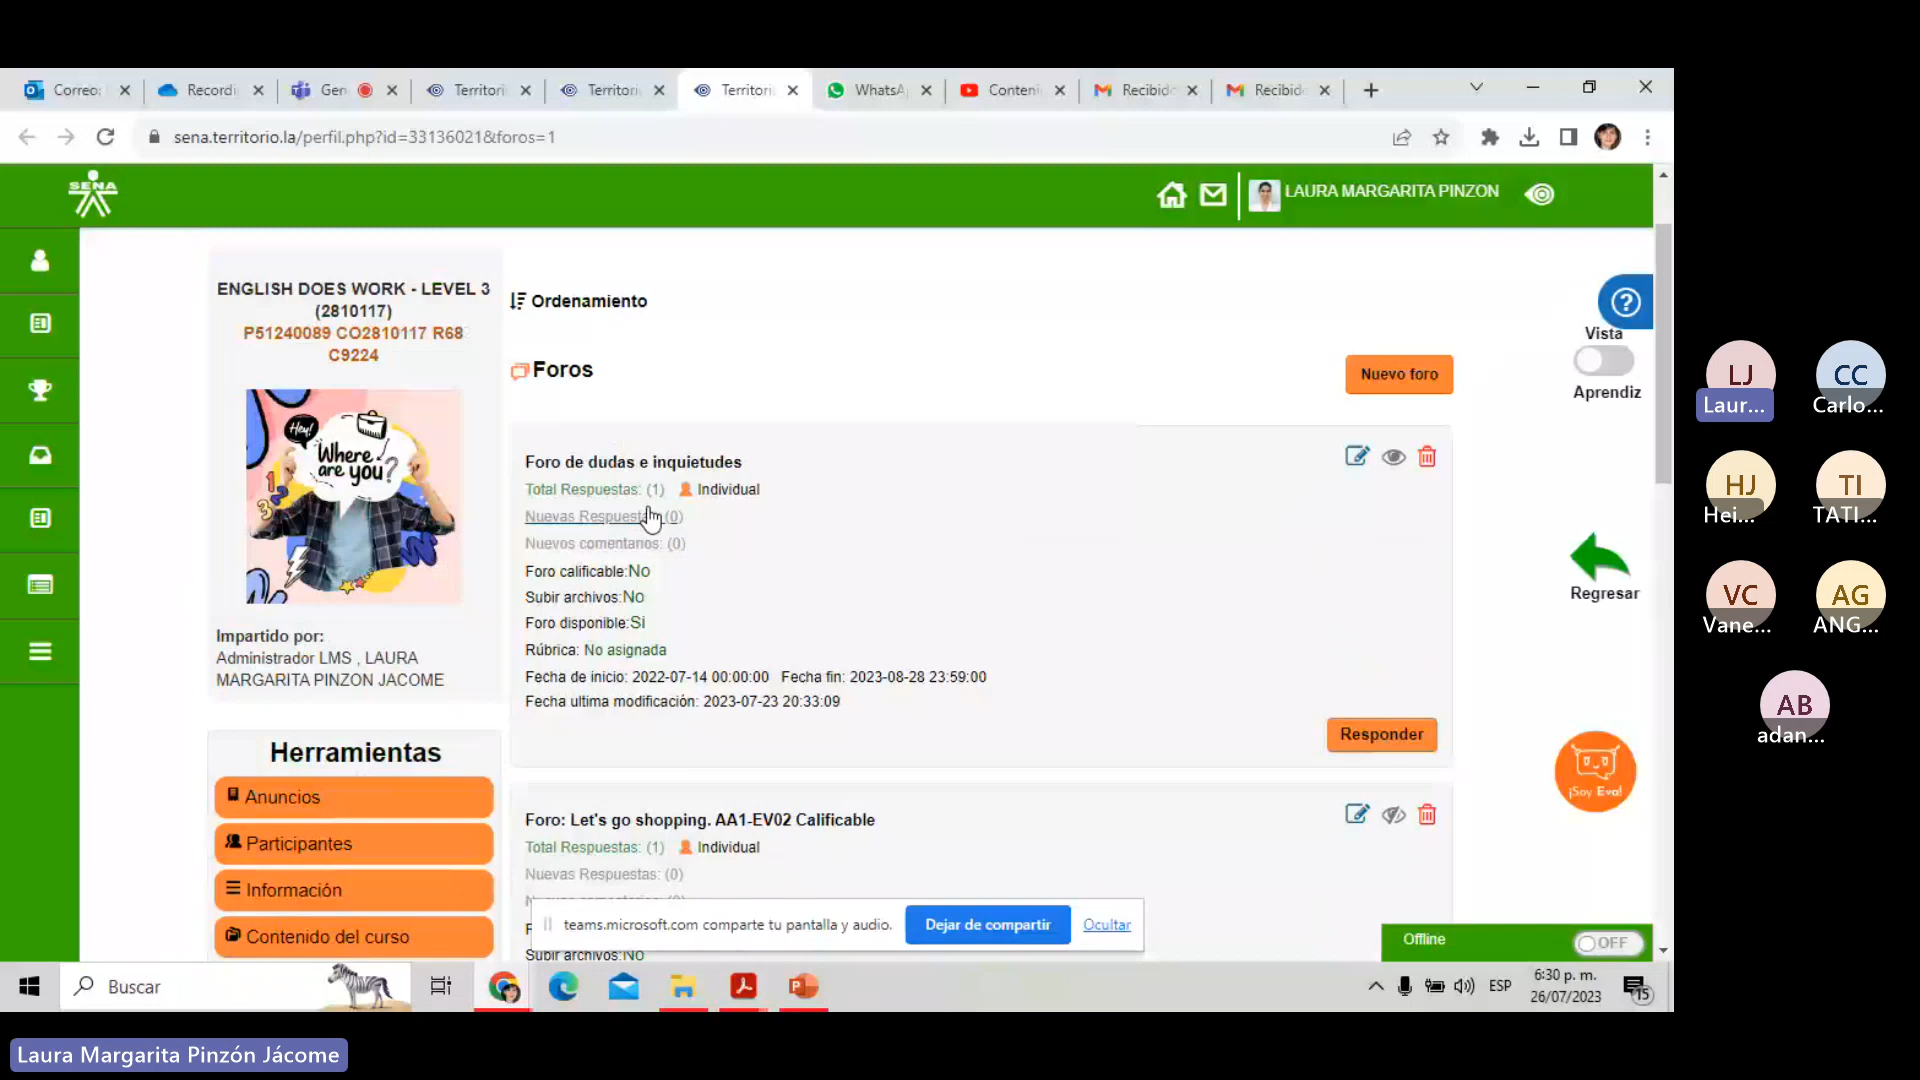 Correo:
Recordi
Gen
Territori
Territori
Territori
WhatsA
Conteni
Recibido
Recibido
sena.territorio.la/perfil.php?id=33136021&foros=1
SENA
LAURA MARGARITA PINZON
ENGLISH DOES WORK - LEVEL 3
(2810117)
P51240089 CO2810117 R68
C9224
Hey!
Where
are you?
Impartido por:
Administrador LMS , LAURA
MARGARITA PINZON JACOME
Herramientas
Anuncios
Participantes
Información
Contenido del curso
Ordenamiento
Foros
Nuevo foro
Foro de dudas e inquietudes
Total Respuestas: (1) Individual
Nuevas Respuestas: (0)
Nuevos comentarios: (0)
Foro calificable:No
Subir archivos:No
Foro disponible:Si
Rúbrica: No asignada
Fecha de inicio: 2022-07-14 00:00:00 Fecha fin: 2023-08-28 23:59:00
Fecha ultima modificación: 2023-07-23 20:33:09
Responder
Foro: Let's go shopping. AA1-EV02 Calificable
Total Respuestas: (1) Individual
Nuevas Respuestas: (0)
Subir archivos:No
teams.microsoft.com comparte tu pantalla y audio.
Dejar de compartir
Ocultar
Vista
Aprendiz
Regresar
¡Soy Eva!
Offline
OFF
Buscar
ESP
6:30 p. m.
26/07/2023
15
LJ
Laur...
CC
Carlo...
HJ
Hei...
TI
TATI...
VC
Vane...
AG
ANG...
AB
adan...
Laura Margarita Pinzón Jácome